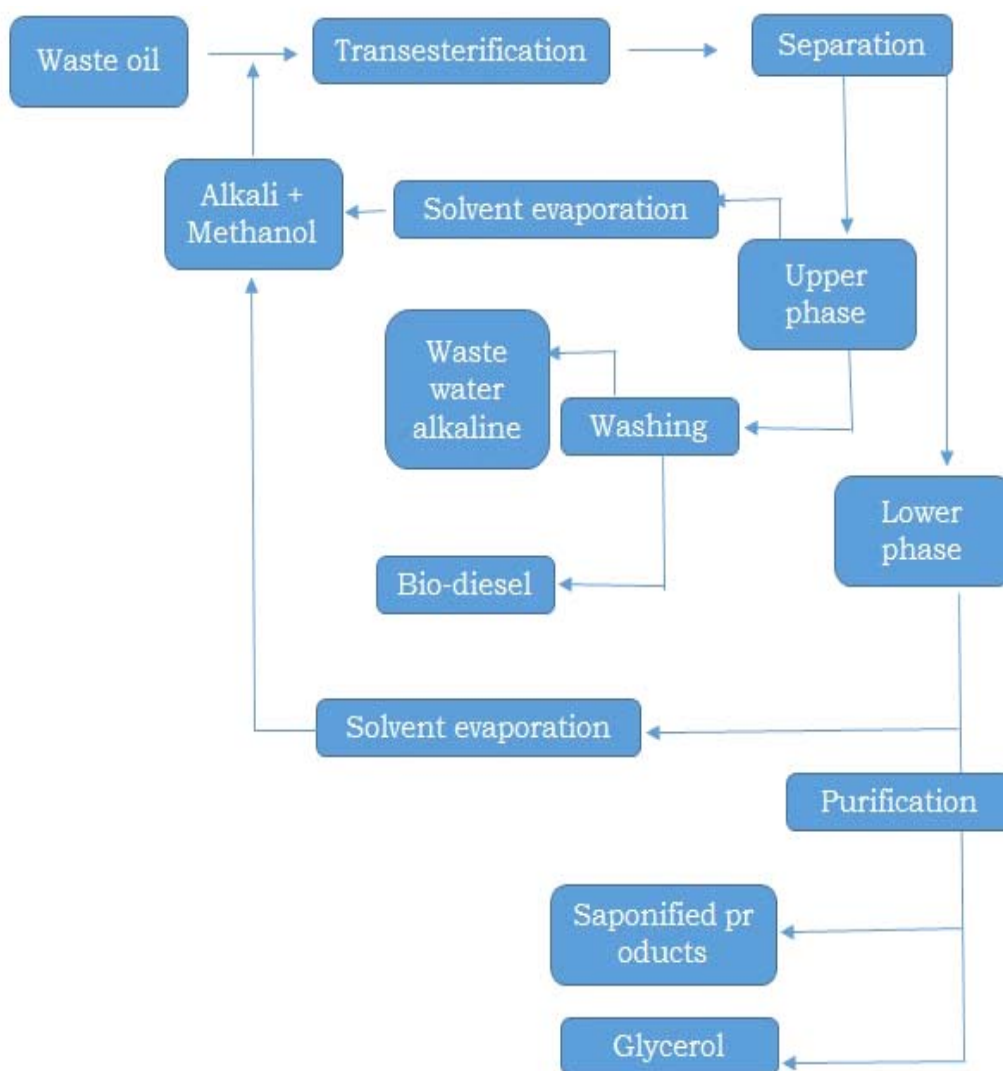 Waste oil
Transesterification
Separation
Alkali +
Methanol
Solvent evaporation
Upper
phase
Waste
water
alkaline
Washing
Lower
phase
Bio-diesel
Solvent evaporation
Purification
Saponified pr
oducts
Glycerol